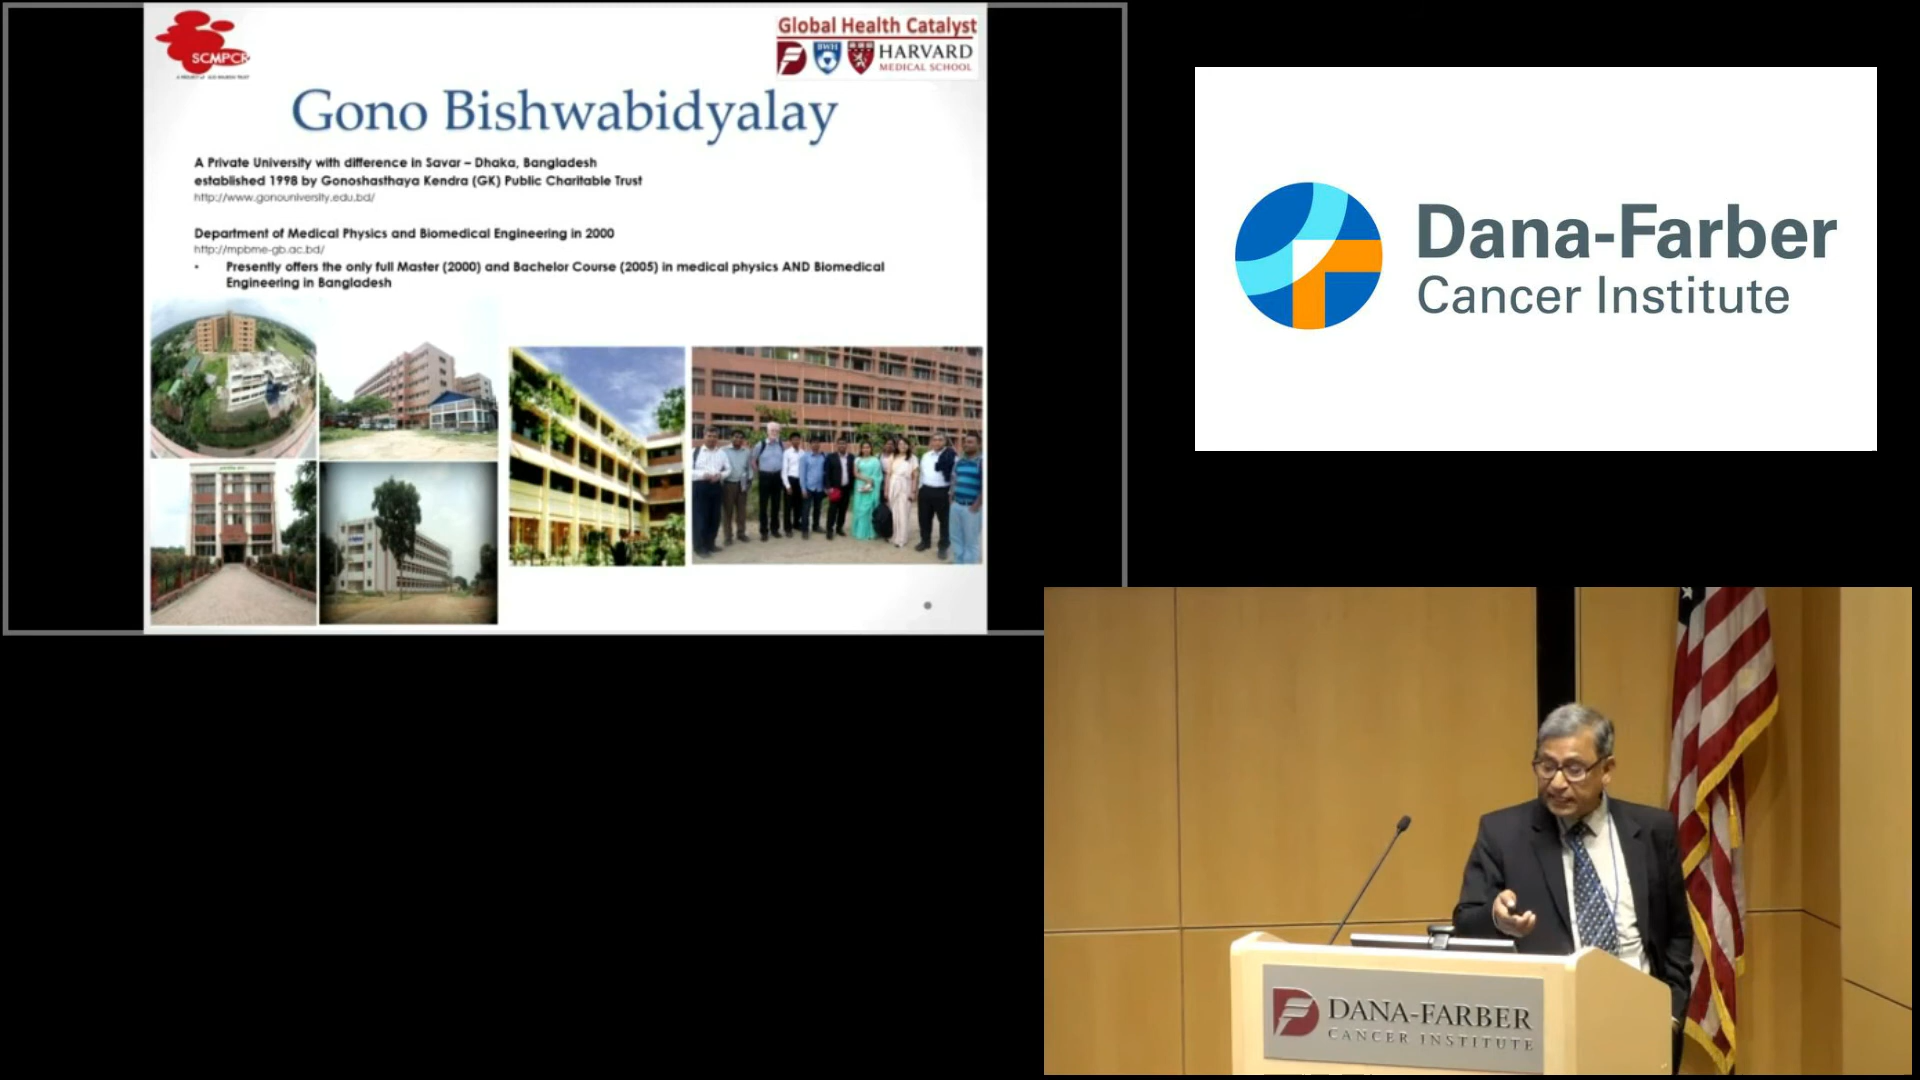 SCMPCR
Global Health Catalyst
BWH
HARVARD
MEDICAL SCHOOL
Gono Bishwabidyalay
A Private University with difference in Savar – Dhaka, Bangladesh
established 1998 by Gonoshasthaya Kendra (GK) Public Charitable Trust
http://www.gonouniversity.edu.bd/
Department of Medical Physics and Biomedical Engineering in 2000
http://mpbme-gb.ac.bd/
• Presently offers the only full Master (2000) and Bachelor Course (2005) in medical physics AND Biomedical
Engineering in Bangladesh
Dana-Farber
Cancer Institute
DANA-FARBER
CANCER INSTITUTE